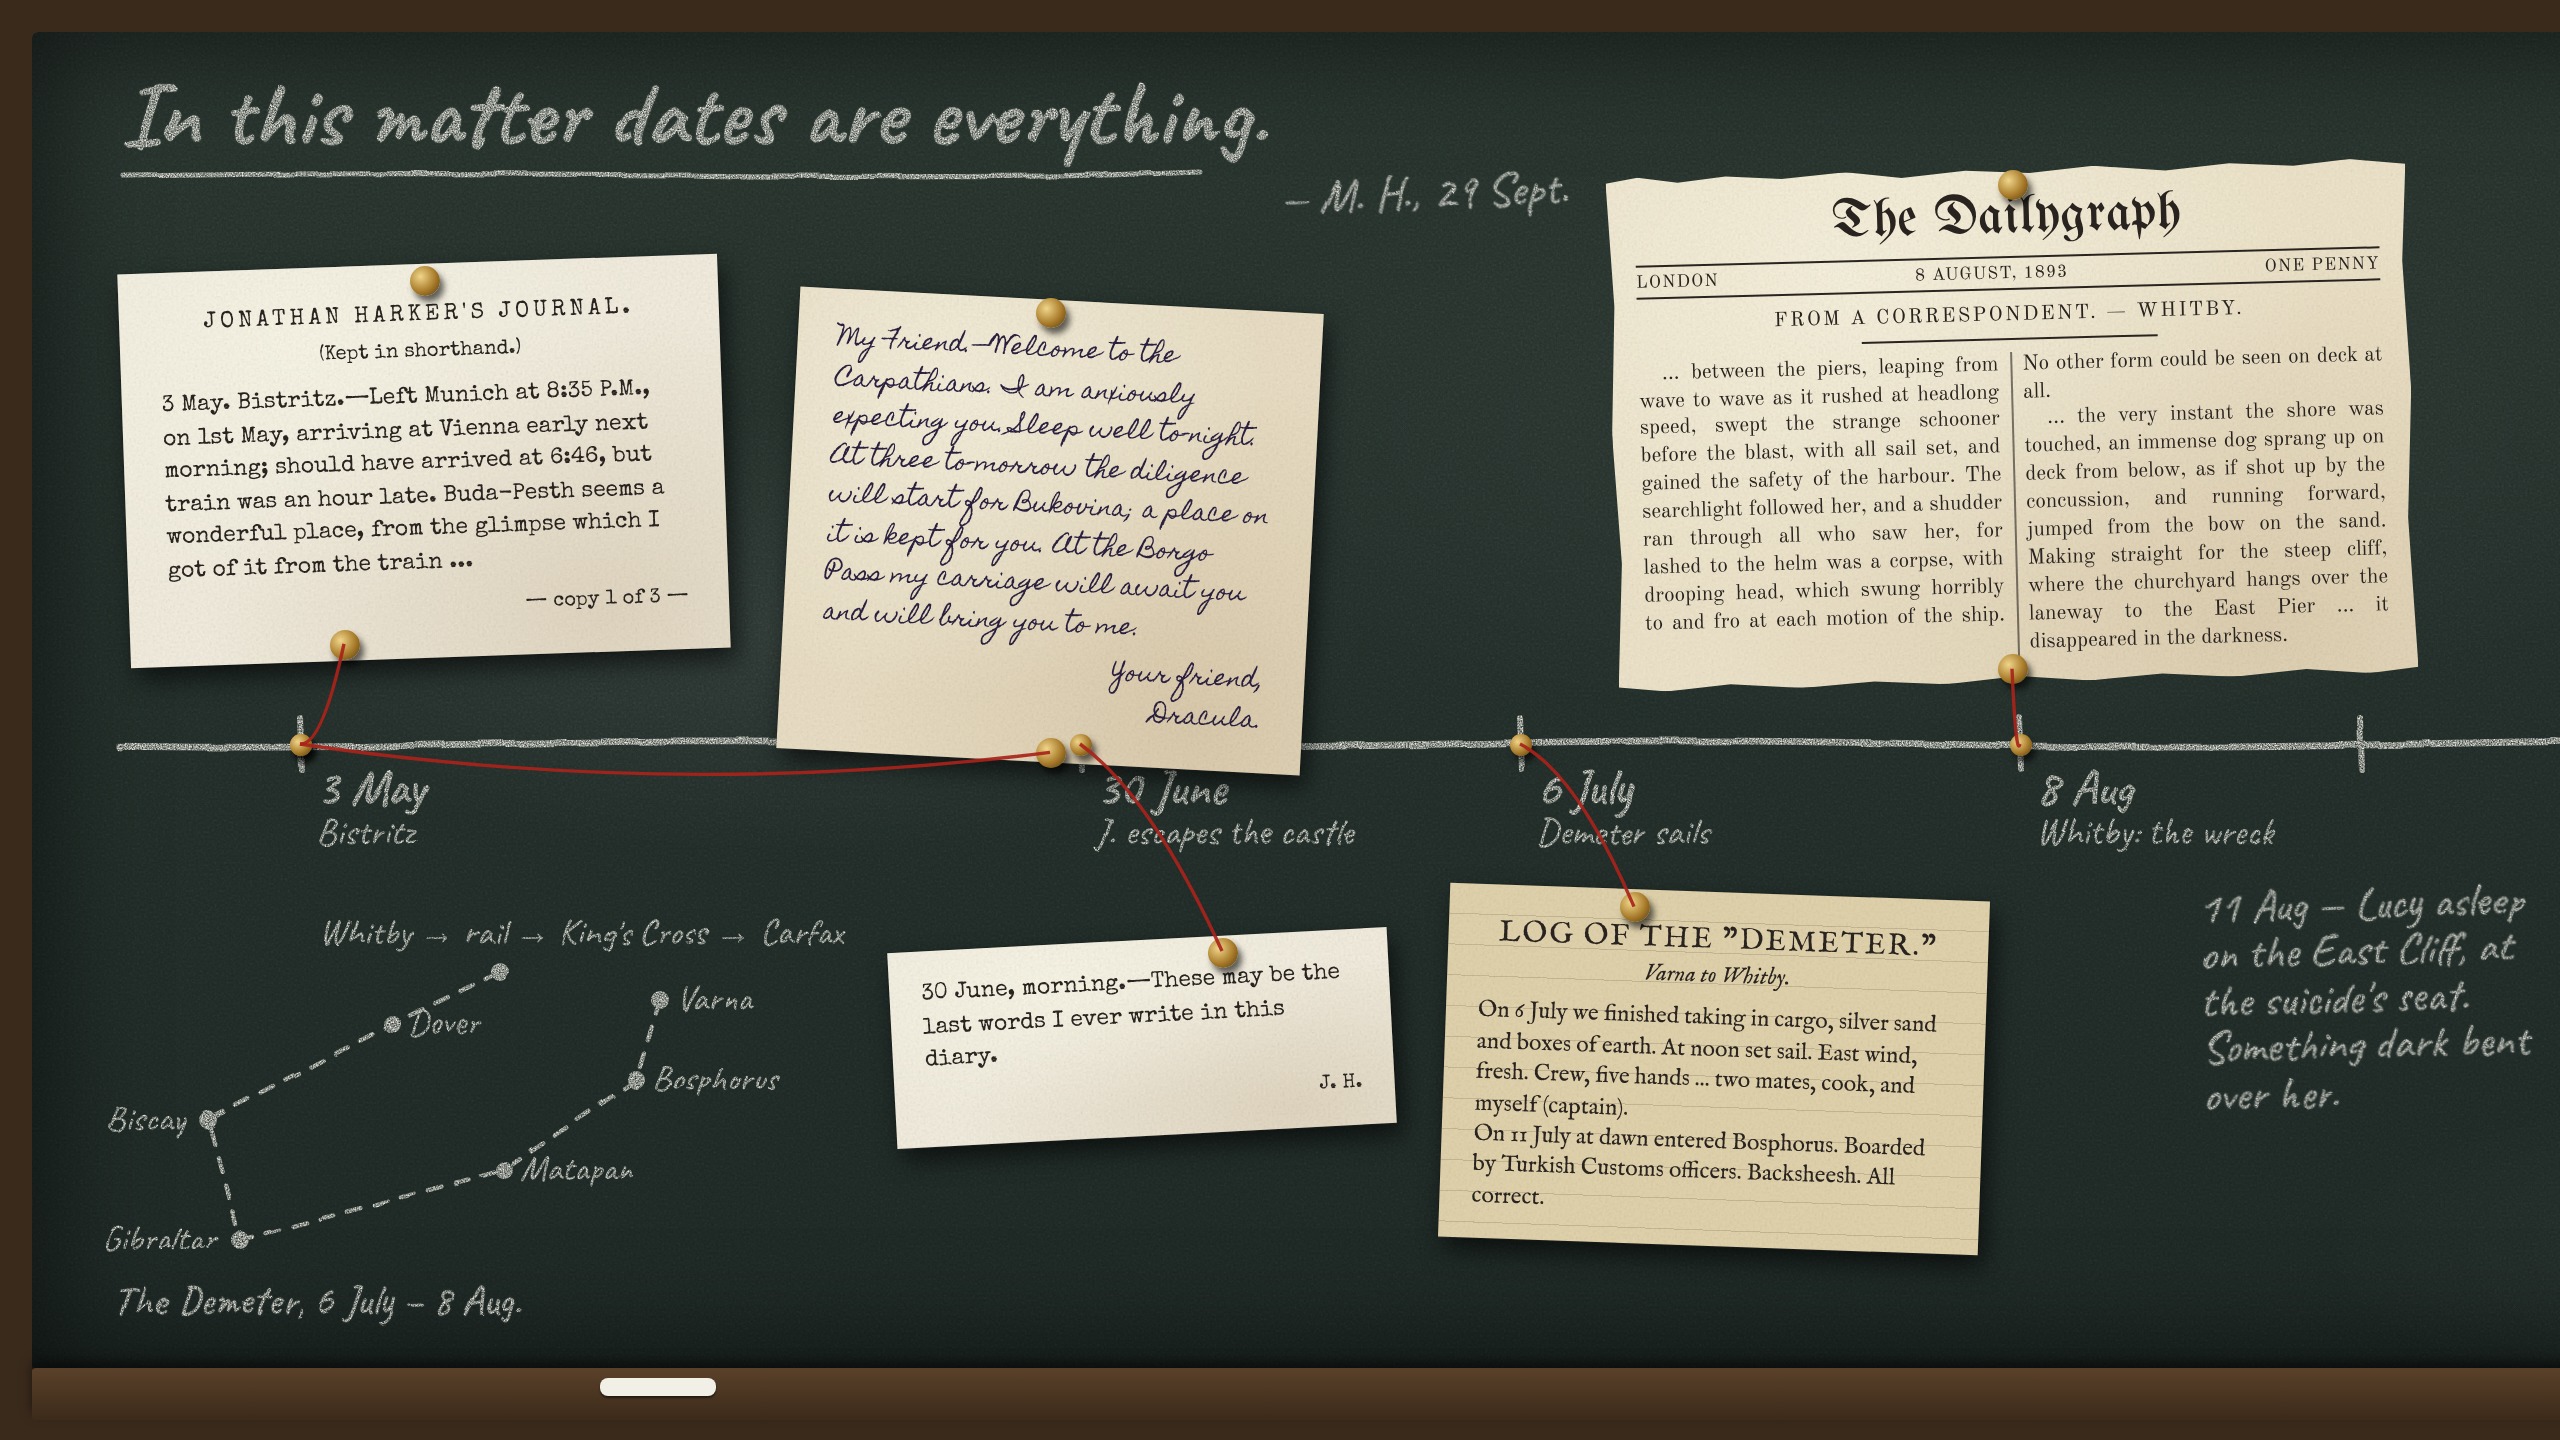 In this matter dates are everything.
— M. H., 29 Sept.
JONATHAN HARKER'S JOURNAL.
(Kept in shorthand.)
3 May. Bistritz.—Left Munich at 8:35 P.M.,
on 1st May, arriving at Vienna early next
morning; should have arrived at 6:46, but
train was an hour late. Buda-Pesth seems a
wonderful place, from the glimpse which I
got of it from the train ...
— copy 1 of 3 —
My Friend.—Welcome to the
Carpathians. I am anxiously
expecting you. Sleep well to-night.
At three to-morrow the diligence
will start for Bukovina; a place on
it is kept for you. At the Borgo
Pass my carriage will await you
and will bring you to me.
Your friend,
Dracula.
The Dailygraph
LONDON 8 AUGUST, 1893 ONE PENNY
FROM A CORRESPONDENT. — WHITBY.
... between the piers, leaping from
wave to wave as it rushed at headlong
speed, swept the strange schooner
before the blast, with all sail set, and
gained the safety of the harbour. The
searchlight followed her, and a shudder
ran through all who saw her, for
lashed to the helm was a corpse, with
drooping head, which swung horribly
to and fro at each motion of the ship.
No other form could be seen on deck at
all.
... the very instant the shore was
touched, an immense dog sprang up on
deck from below, as if shot up by the
concussion, and running forward,
jumped from the bow on the sand.
Making straight for the steep cliff,
where the churchyard hangs over the
laneway to the East Pier ... it
disappeared in the darkness.
3 May
Bistritz
30 June
J. escapes the castle
6 July
Demeter sails
8 Aug
Whitby: the wreck
Whitby → rail → King's Cross → Carfax
Dover
Varna
Bosphorus
Biscay
Matapan
Gibraltar
The Demeter, 6 July – 8 Aug.
30 June, morning.—These may be the
last words I ever write in this
diary.
J. H.
LOG OF THE "DEMETER."
Varna to Whitby.
On 6 July we finished taking in cargo, silver sand
and boxes of earth. At noon set sail. East wind,
fresh. Crew, five hands ... two mates, cook, and
myself (captain).
On 11 July at dawn entered Bosphorus. Boarded
by Turkish Customs officers. Backsheesh. All
correct.
11 Aug — Lucy asleep
on the East Cliff, at
the suicide's seat.
Something dark bent
over her.